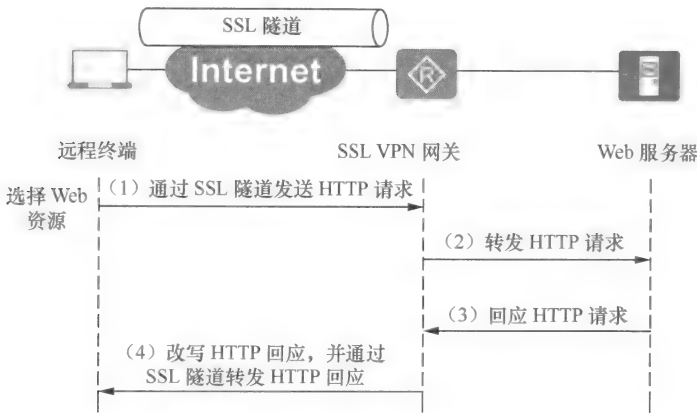 SSL 隧道
Internet
R
远程终端
SSL VPN 网关
Web 服务器
选择 Web
资源
（1）通过 SSL 隧道发送 HTTP 请求
（2）转发 HTTP 请求
（3）回应 HTTP 请求
（4）改写 HTTP 回应，并通过
SSL 隧道转发 HTTP 回应